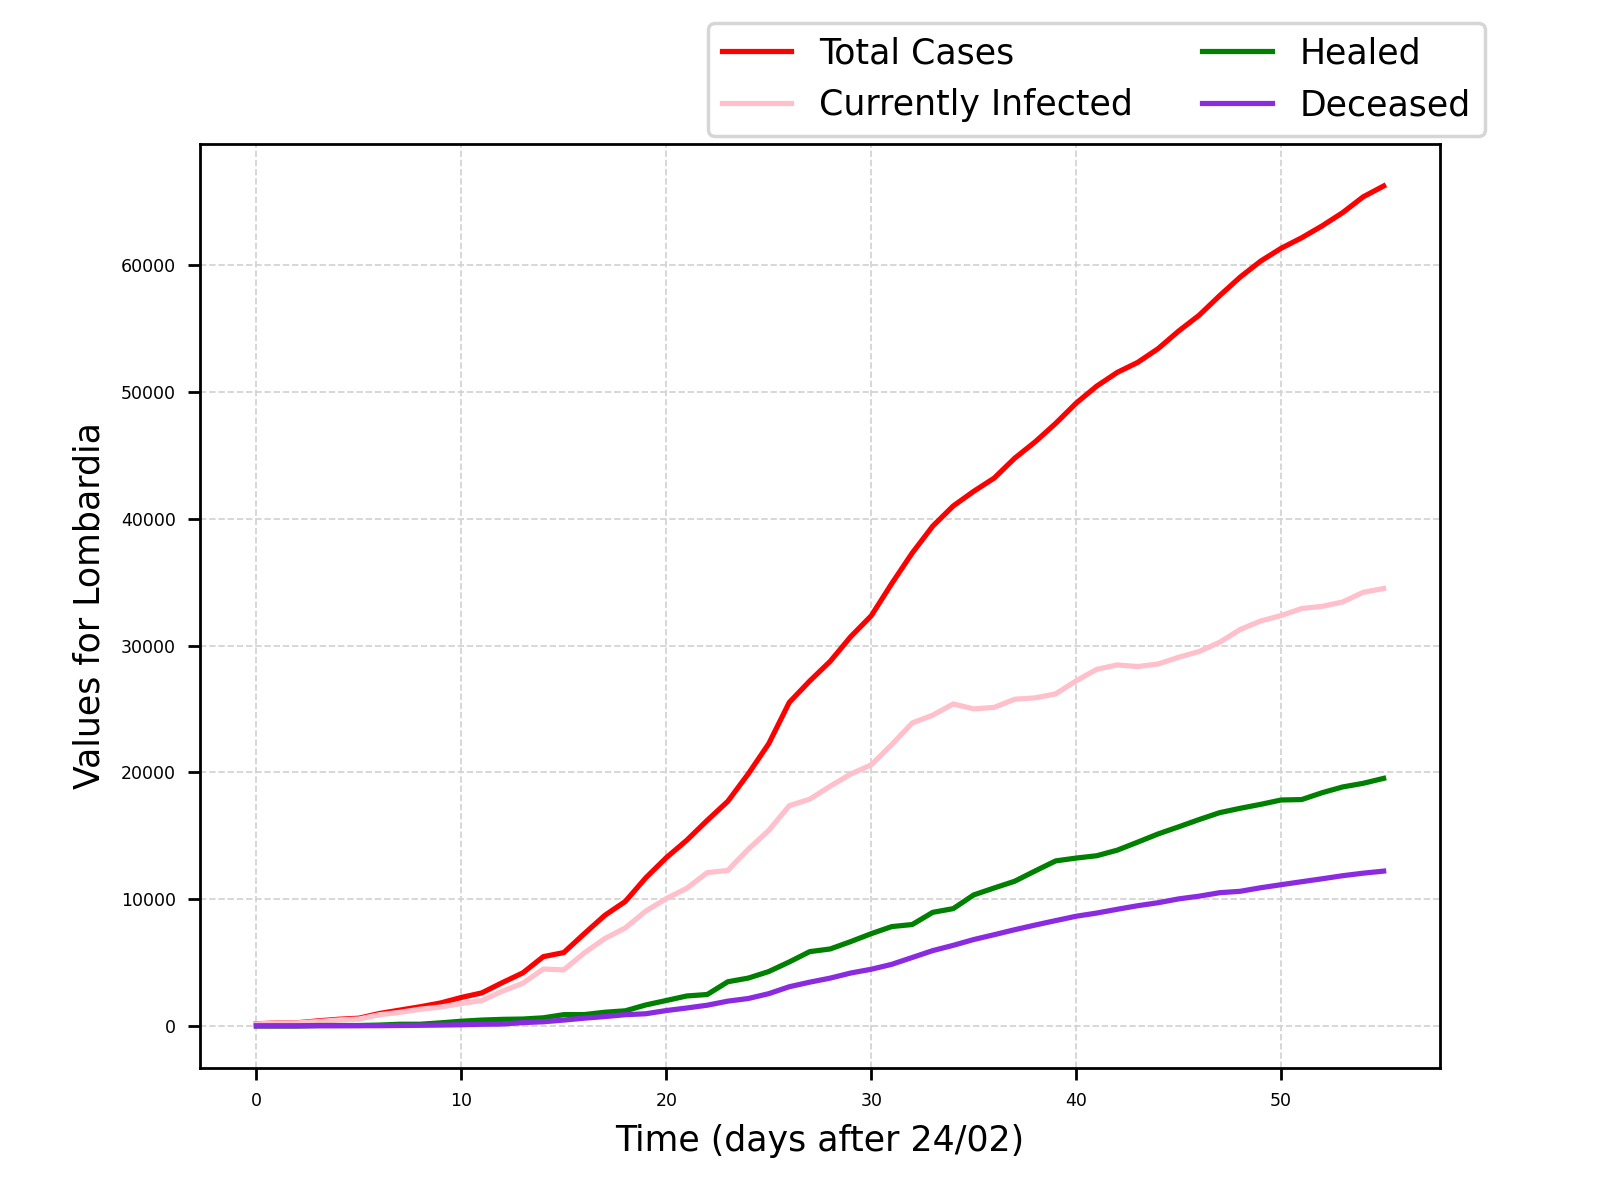 Total Cases
Currently Infected
Healed
Deceased
Values for Lombardia
60000
50000
40000
30000
20000
10000
0
0 10 20 30 40 50
Time (days after 24/02)